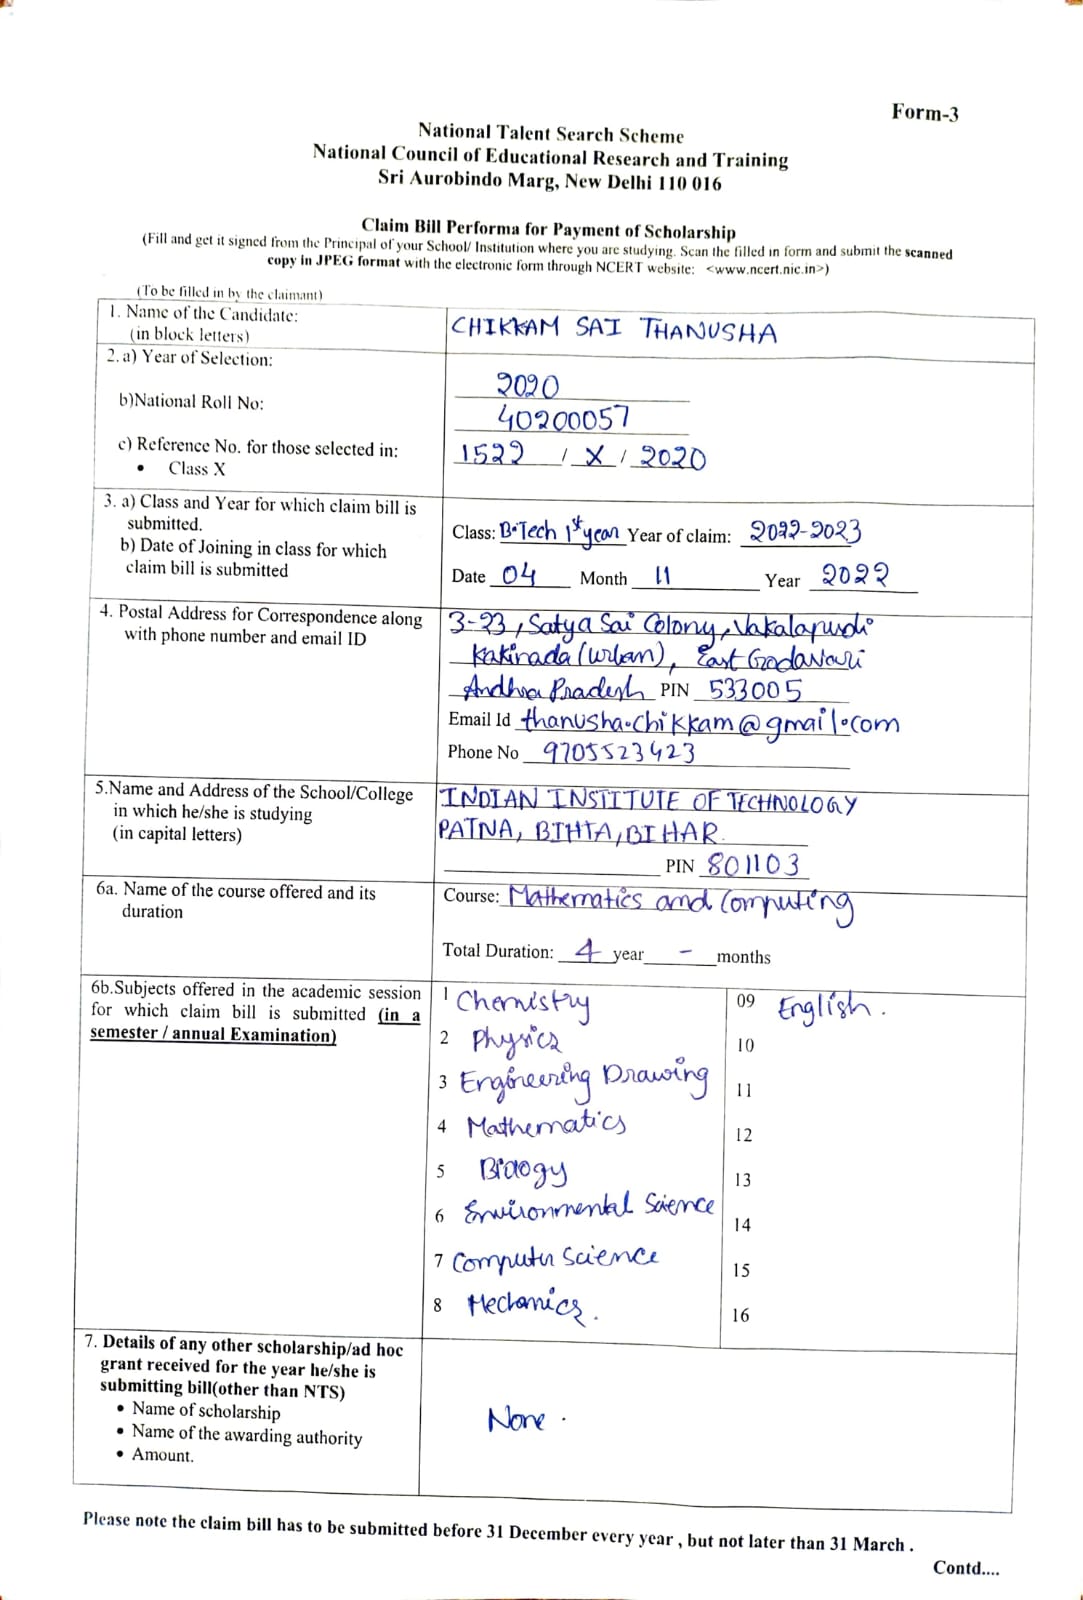 Form-3
National Talent Search Scheme
National Council of Educational Research and Training
Sri Aurobindo Marg, New Delhi 110 016
Claim Bill Performa for Payment of Scholarship
(Fill and get it signed from the Principal of your School/ Institution where you are studying. Scan the filled in form and submit the scanned
copy in JPEG format with the electronic form through NCERT website: <www.ncert.nic.in>)
(To be filled in by the claimant)
1. Name of the Candidate:
(in block letters)
CHIKKAM SAI THANUSHA
2. a) Year of Selection:
2020
b)National Roll No:
40200057
c) Reference No. for those selected in:
• Class X
1522 / X / 2020
3. a) Class and Year for which claim bill is
submitted.
b) Date of Joining in class for which
claim bill is submitted
Class: B.Tech 1st year Year of claim: 2022-2023
Date 04 Month 11 Year 2022
4. Postal Address for Correspondence along
with phone number and email ID
3-23, Satya Sai Colony, Vakalapudi
Kakinada (urban), East Godavari
Andhra Pradesh PIN 533005
Email Id thanusha.chikkam@gmail.com
Phone No 9705523423
5.Name and Address of the School/College
in which he/she is studying
(in capital letters)
INDIAN INSTITUTE OF TECHNOLOGY
PATNA, BIHTA, BIHAR.
PIN 801103
6a. Name of the course offered and its
duration
Course: Mathematics and Computing
Total Duration: 4 year - months
6b.Subjects offered in the academic session
for which claim bill is submitted (in a
semester / annual Examination)
1 Chemistry
2 Physics
3 Engineering Drawing
4 Mathematics
5 Biology
6 Environmental Science
7 Computer Science
8 Mechanics.
09 English.
10
11
12
13
14
15
16
7. Details of any other scholarship/ad hoc
grant received for the year he/she is
submitting bill(other than NTS)
• Name of scholarship
• Name of the awarding authority
• Amount.
None.
Please note the claim bill has to be submitted before 31 December every year , but not later than 31 March .
Contd....